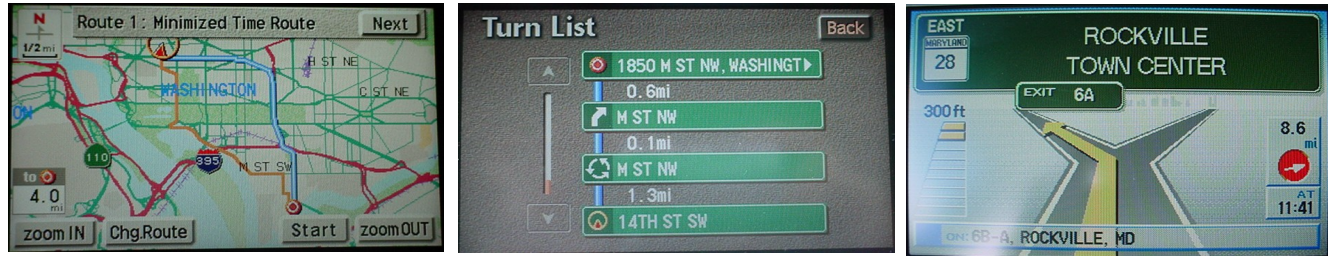 Route 1 : Minimized Time Route
Next
N
1/2 mi
H ST NE
WASHINGTON
C ST NE
ON
110
395
M ST SW
to
4.0
mi
zoom IN
Chg.Route
Start
zoom OUT
Turn List
Back
1850 M ST NW, WASHINGT
0.6mi
M ST NW
0.1mi
M ST NW
1.3mi
14TH ST SW
EAST
MARYLAND
28
ROCKVILLE
TOWN CENTER
EXIT 6A
300ft
8.6
mi
AT
11:41
ON: 6B-A, ROCKVILLE, MD